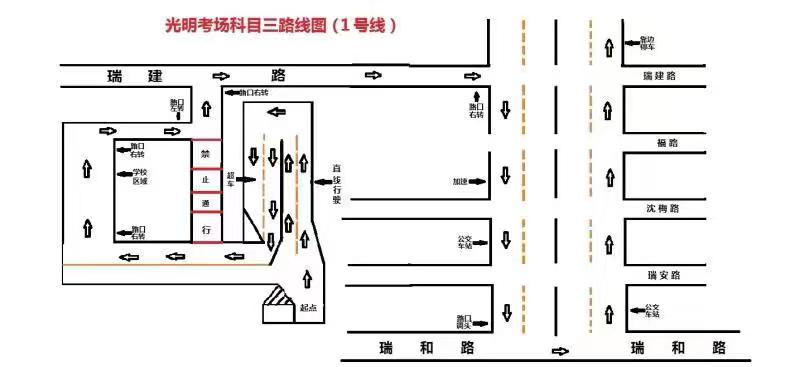 光明考场科目三路线图（1号线）
靠边
停车
瑞建路
瑞建路
路口
左转
路口右转
路口
右转
路口
右转
禁
止
通
行
学校
区域
超
车
直
线
行
驶
加速
福路
沈梅路
路口
右转
公交
车站
瑞安路
起点
路口
调头
公交
车站
瑞和路
瑞和路